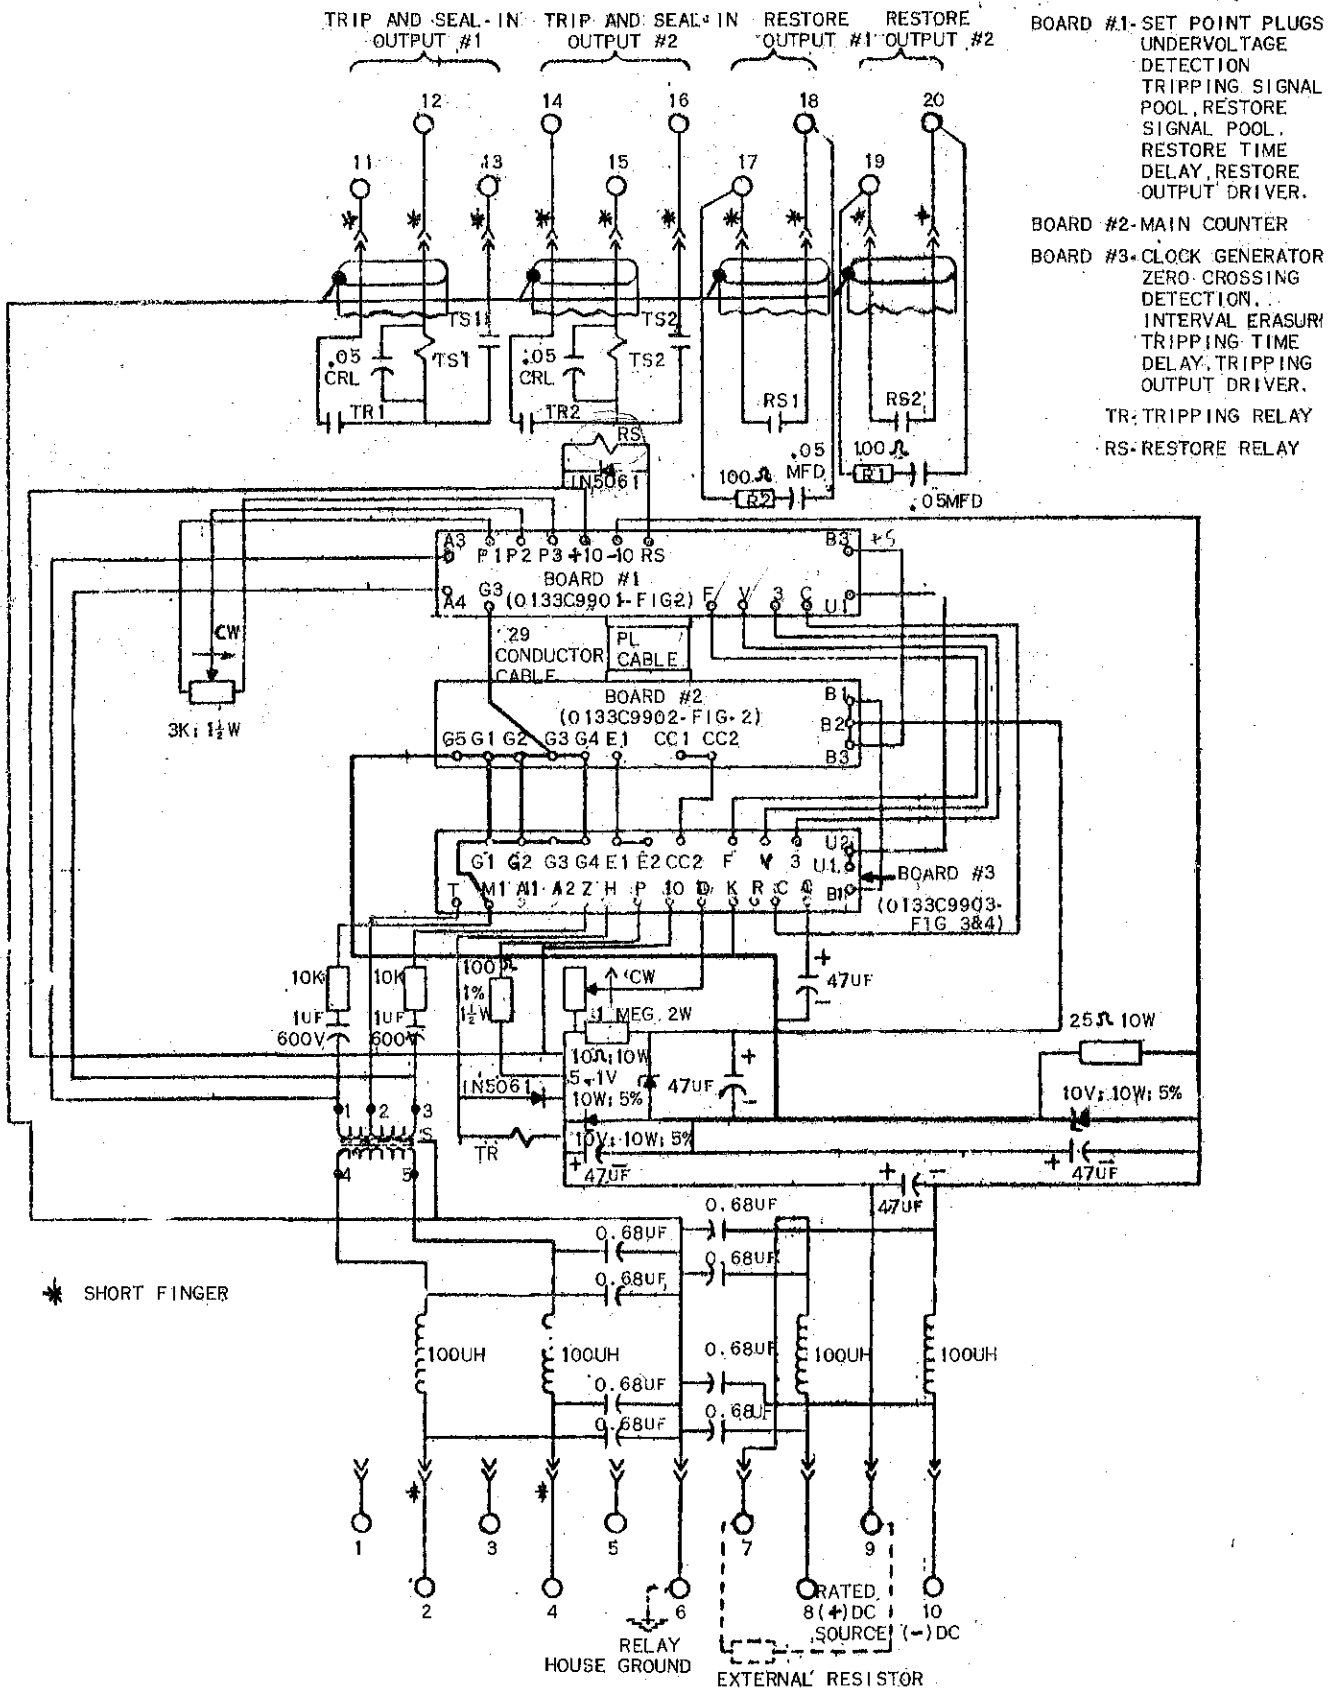 TRIP AND SEAL-IN TRIP AND SEAL-IN RESTORE RESTORE
OUTPUT #1 OUTPUT #2 OUTPUT #1 OUTPUT #2
BOARD #1-SET POINT PLUGS
UNDERVOLTAGE
DETECTION
TRIPPING SIGNAL
POOL, RESTORE
SIGNAL POOL.
RESTORE TIME
DELAY, RESTORE
OUTPUT DRIVER.
BOARD #2-MAIN COUNTER
BOARD #3-CLOCK GENERATOR
ZERO CROSSING
DETECTION.
INTERVAL ERASUR
TRIPPING TIME
DELAY, TRIPPING
OUTPUT DRIVER.
TR-TRIPPING RELAY
RS-RESTORE RELAY
12 14 16 18 20
11 13 15 17 19
* * * * * * * * * *
TS1 TS2
.05 TS1 .05 TS2
CRL CRL
TR1 TR2 RS1 RS2
RS
1N5061
.05
MFD
100Ω
R2
100Ω
R1
.05MFD
A3 P1 P2 P3 +10 -10 RS B3 +5
BOARD #1
A4 G3 (0133C9901-FIG2) F V 3 C U1
CW
3K; 1½W
29
CONDUCTOR
CABLE
PL
CABLE
BOARD #2
(0133C9902-FIG-2)
B1
B2
B3
G5 G1 G2 G3 G4 E1 CC1 CC2
G1 G2 G3 G4 E1 E2 CC2 F V 3 U2
U1
BOARD #3
T M1 A1 A2 Z H P 10 D K R C Q B1
(0133C9903-
FIG 3&4)
10K 10K
1UF 1UF
600V 600V
100Ω
1%
1½W
CW
1 MEG 2W
+
47UF
-
25Ω 10W
10Ω; 10W
5.1V
10W; 5%
1N5061
47UF
+
-
10V; 10W; 5%
10V; 10W; 5%
1 2 3
S
4 5
TR
+ -
47UF
+ -
47UF
+ -
47UF
0.68UF
0.68UF
0.68UF
0.68UF
* SHORT FINGER
100UH 100UH 100UH 100UH
0.68UF
0.68UF
0.68UF
0.68UF
* *
1 3 5 7 9
2 4 6 8 10
RATED
(+)DC
SOURCE (-)DC
RELAY
HOUSE GROUND
EXTERNAL RESISTOR